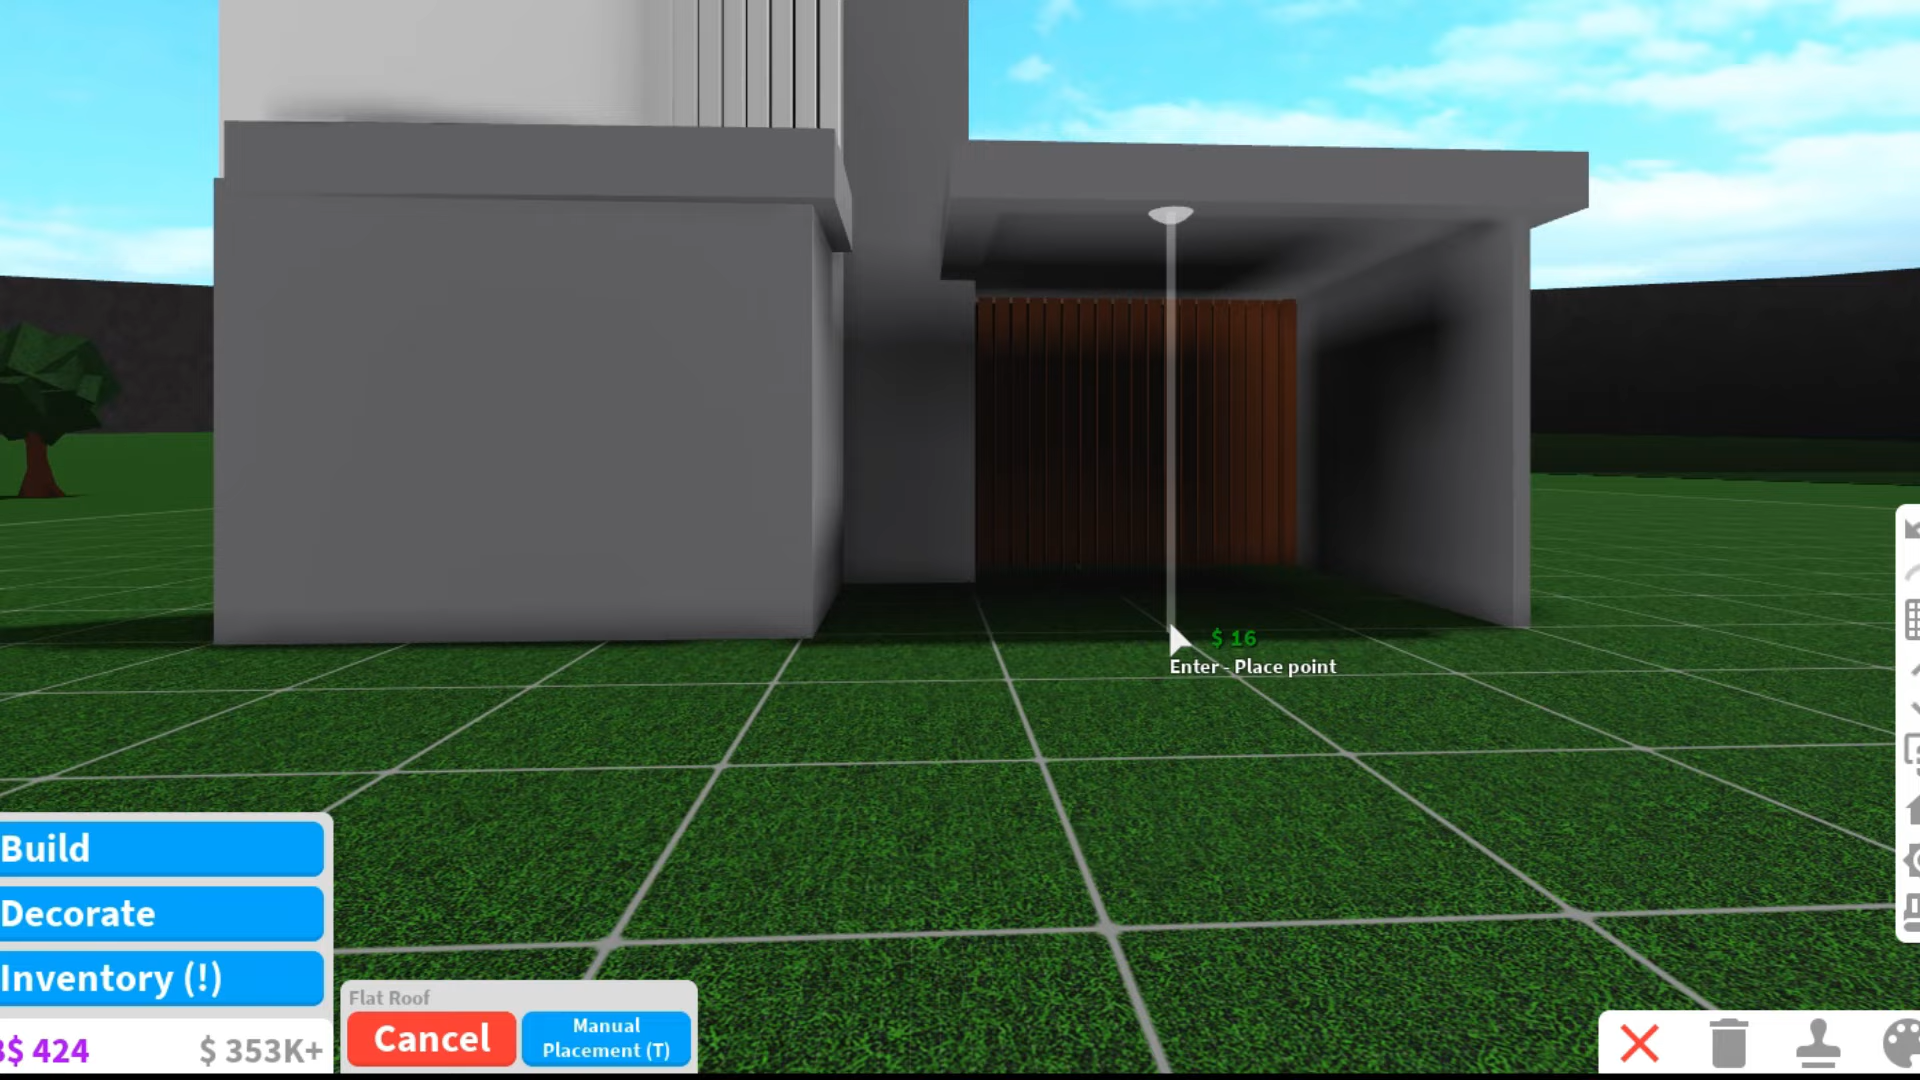 $ 16
Enter - Place point
Build
Decorate
Inventory (!)
$ 424
$ 353K+
Flat Roof
Cancel
Manual
Placement (T)